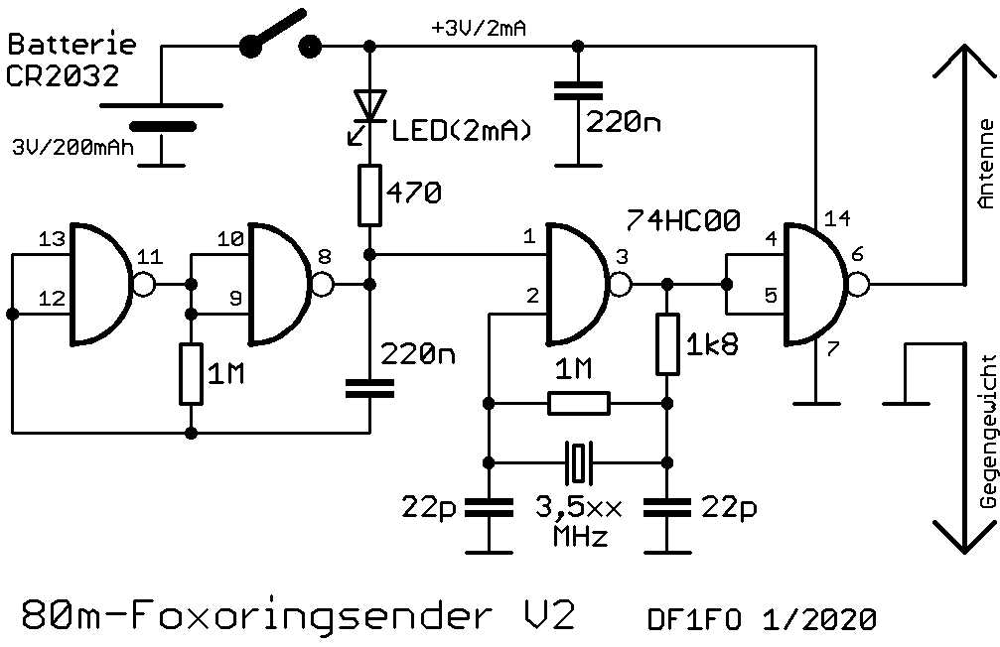 Batterie
CR2032
3V/200mAh
+3V/2mA
LED(2mA)
220n
470
74HC00
13
12
11
10
9
8
1
2
3
4
5
14
6
7
Antenne
1M
220n
1M
1k8
22p
3,5xx
MHz
22p
Gegengewicht
80m-Foxoringsender V2
DF1FO 1/2020